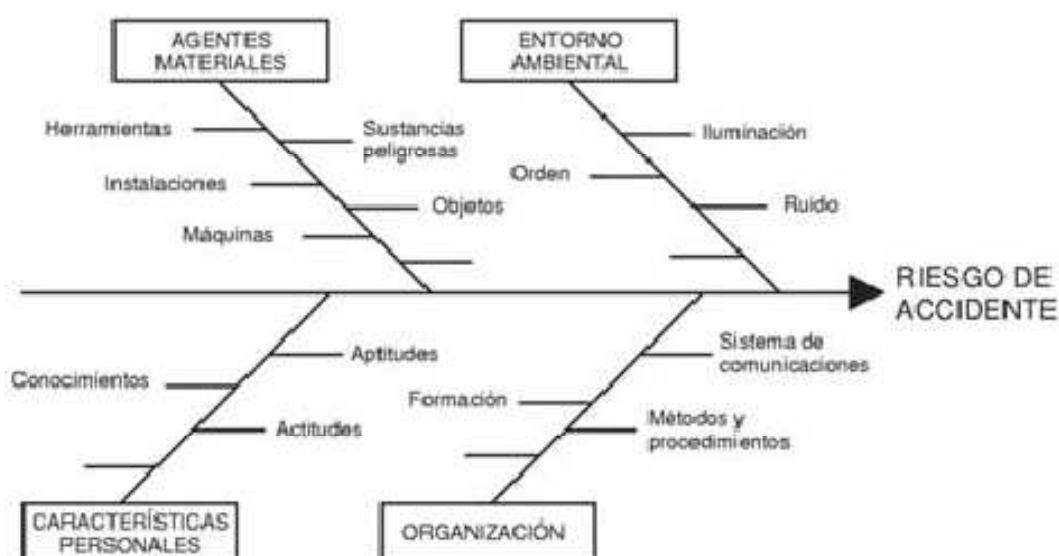 AGENTES
MATERIALES
ENTORNO
AMBIENTAL
Herramientas
Sustancias
peligrosas
Iluminación
Instalaciones
Orden
Objetos
Ruido
Máquinas
RIESGO DE
ACCIDENTE
Aptitudes
Sistema de
comunicaciones
Conocimientos
Formación
Actitudes
Métodos y
procedimientos
CARACTERÍSTICAS
PERSONALES
ORGANIZACIÓN